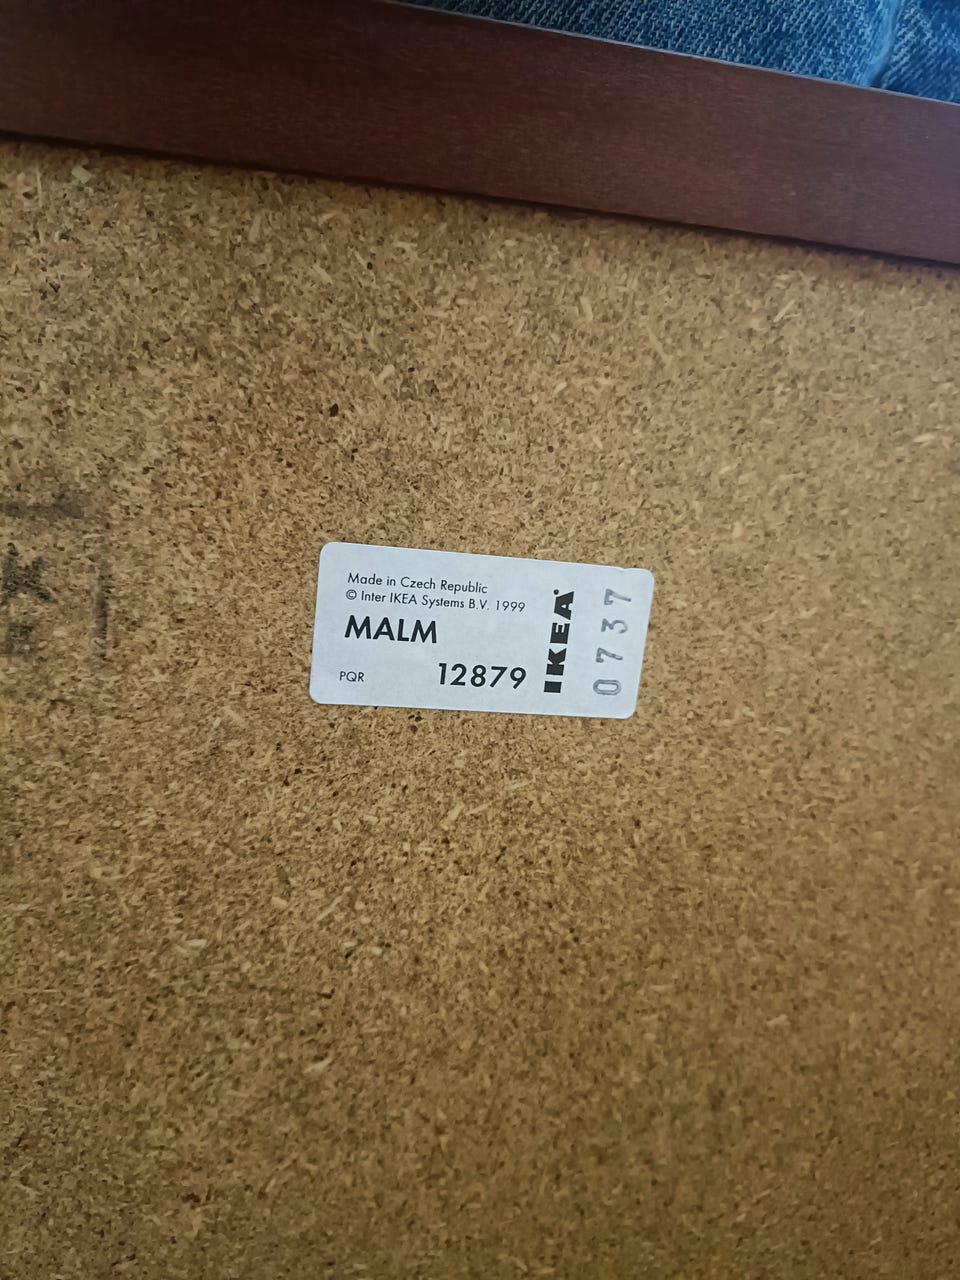 Made in Czech Republic
© Inter IKEA Systems B.V. 1999
MALM
PQR 12879
IKEA
0737